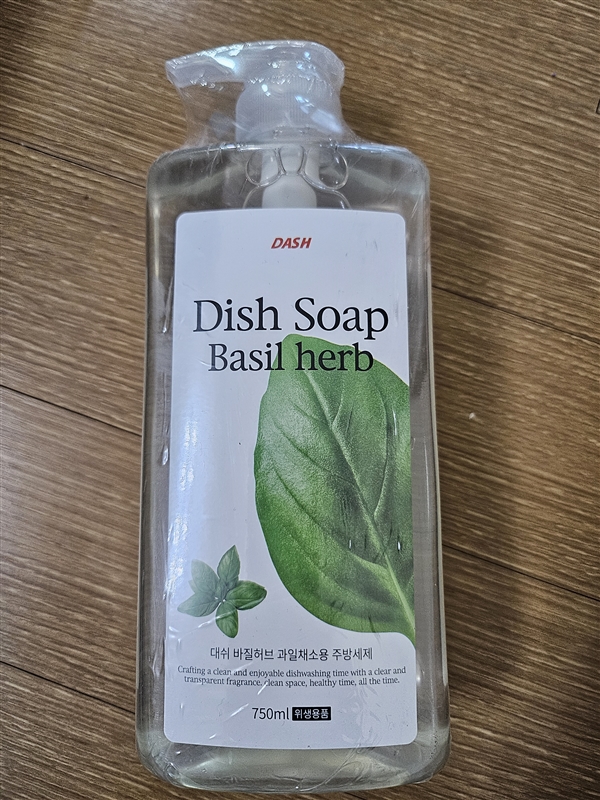 DASH
Dish Soap
Basil herb
대쉬 바질허브 과일채소용 주방세제
Crafting a clean and enjoyable dishwashing time with a clear and
transparent fragrance. clean space, healthy time, all the time.
750ml 위생용품